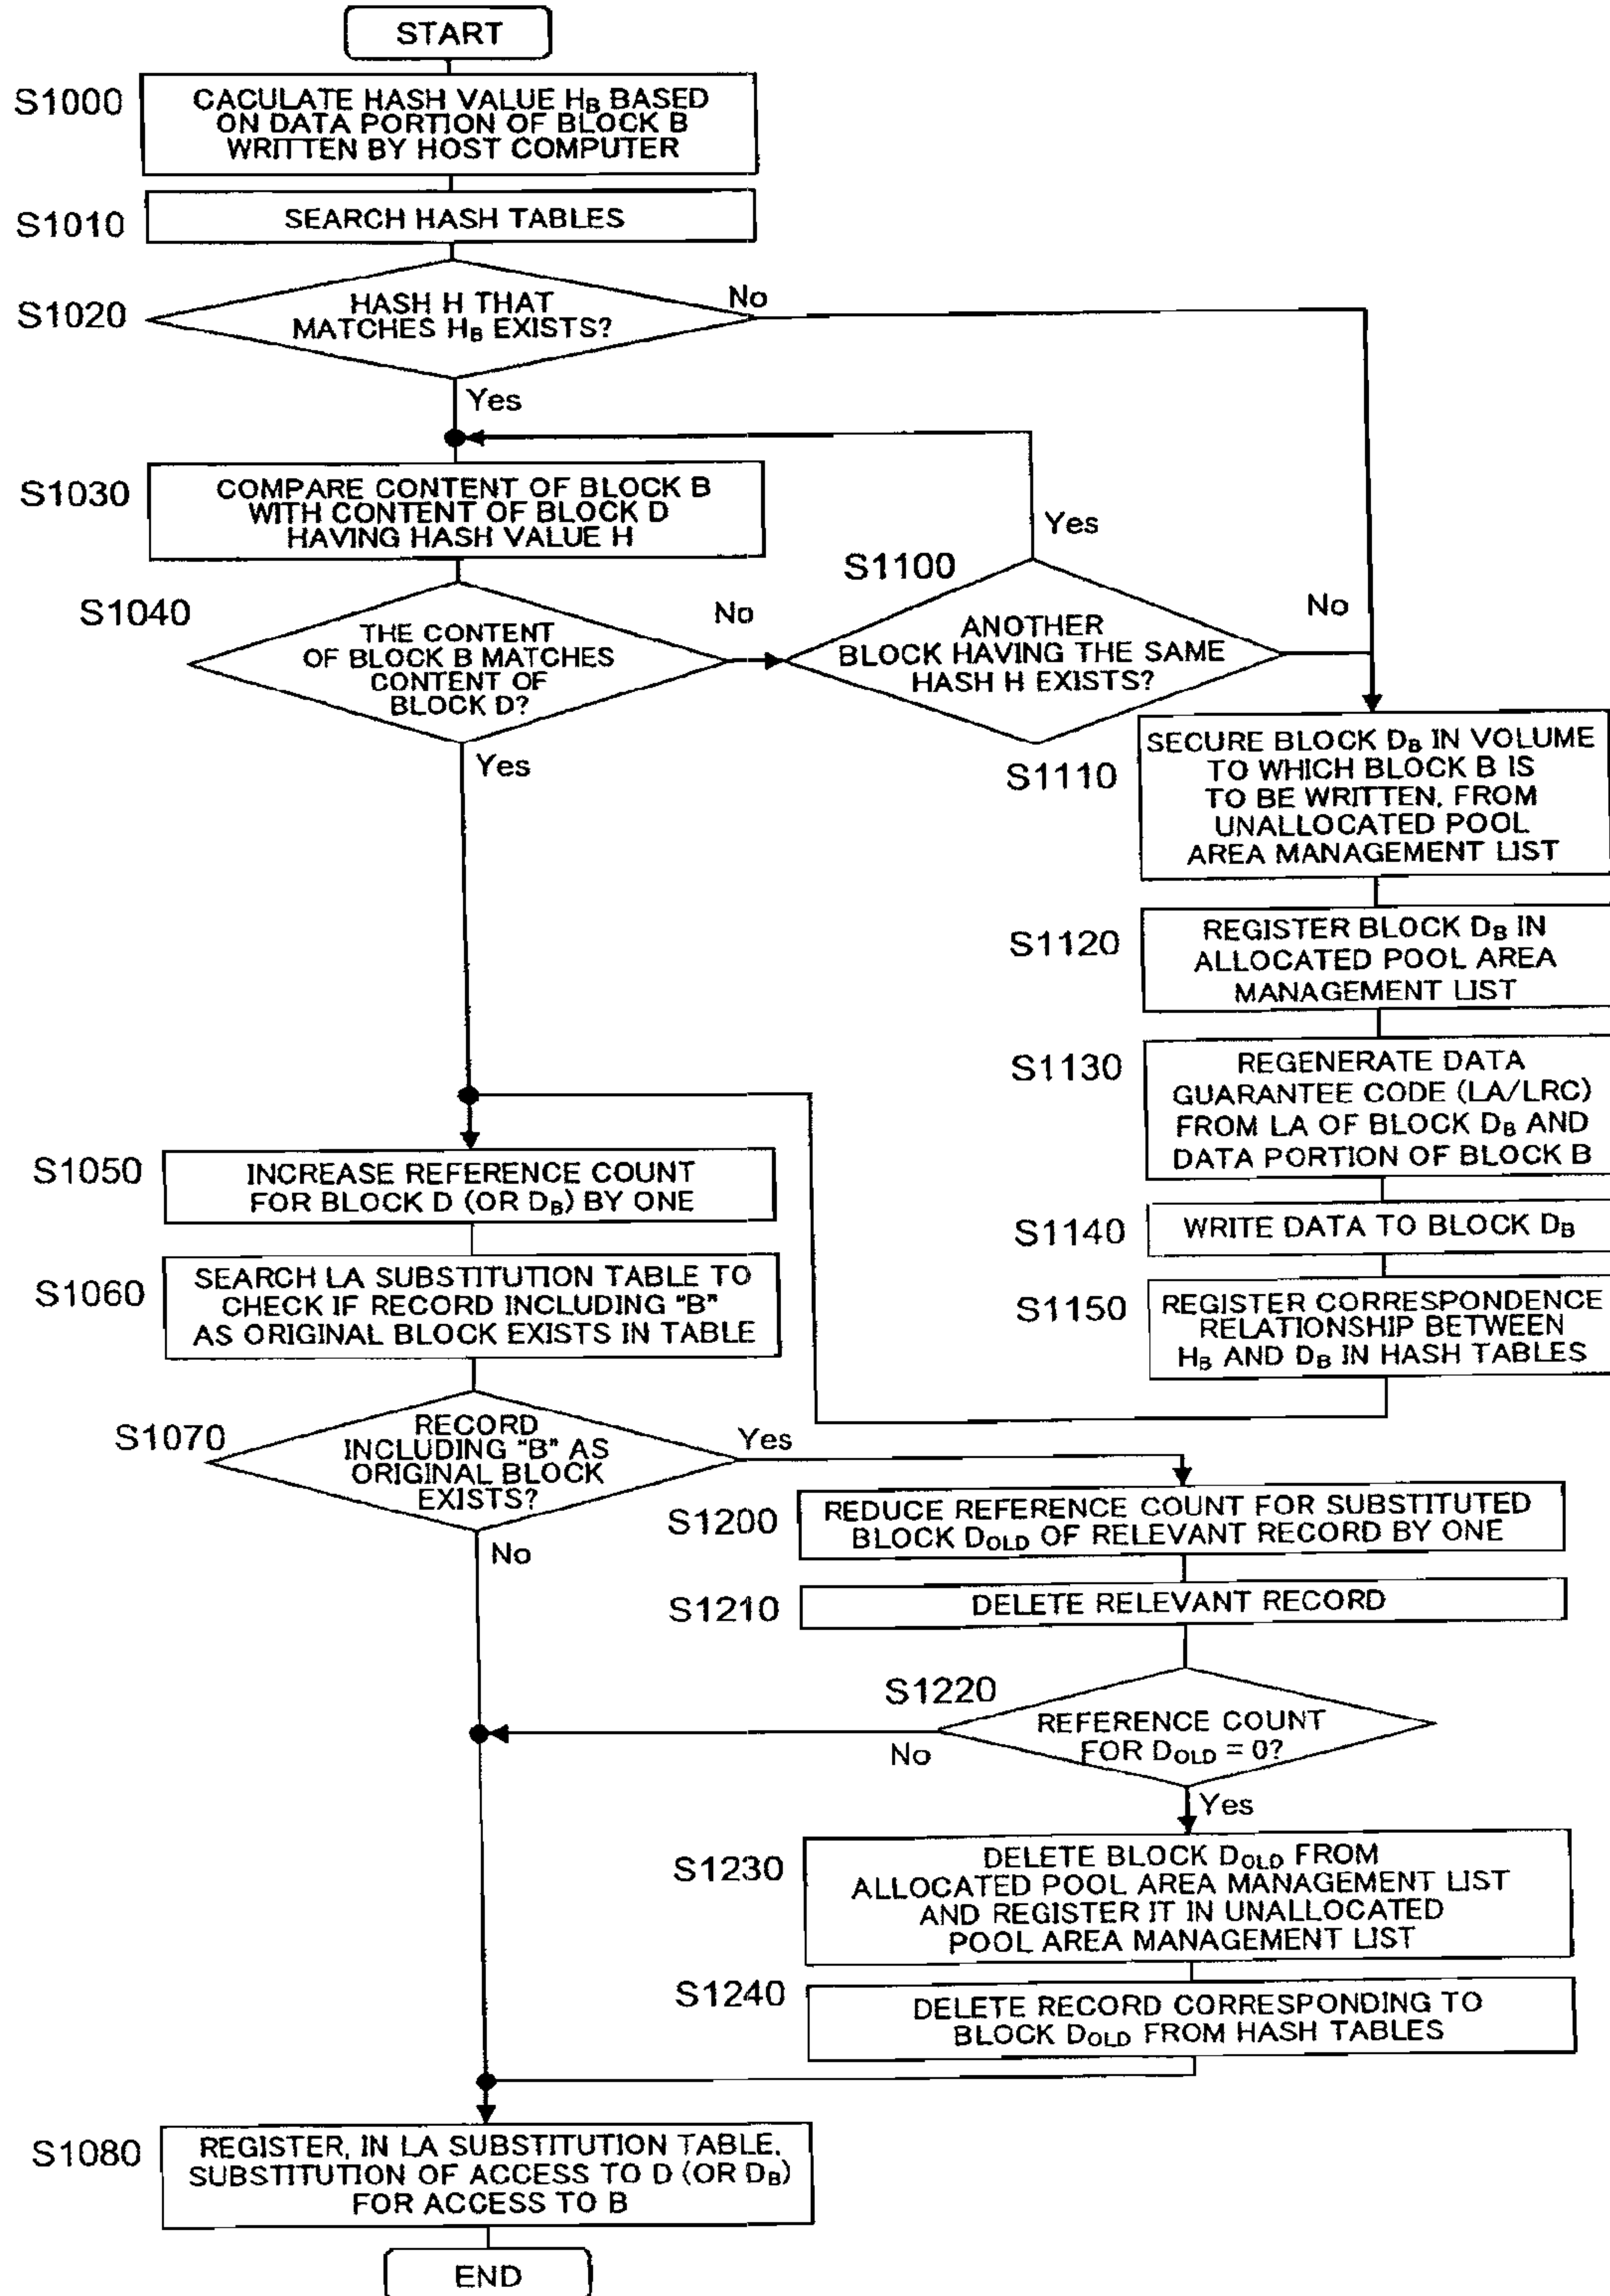 START
S1000
CACULATE HASH VALUE HB BASED
ON DATA PORTION OF BLOCK B
WRITTEN BY HOST COMPUTER
S1010
SEARCH HASH TABLES
S1020
HASH H THAT
MATCHES HB EXISTS?
No
Yes
S1030
COMPARE CONTENT OF BLOCK B
WITH CONTENT OF BLOCK D
HAVING HASH VALUE H
S1040
THE CONTENT
OF BLOCK B MATCHES
CONTENT OF
BLOCK D?
No
Yes
S1100
ANOTHER
BLOCK HAVING THE SAME
HASH H EXISTS?
Yes
No
S1110
SECURE BLOCK DB IN VOLUME
TO WHICH BLOCK B IS
TO BE WRITTEN, FROM
UNALLOCATED POOL
AREA MANAGEMENT LIST
S1120
REGISTER BLOCK DB IN
ALLOCATED POOL AREA
MANAGEMENT LIST
S1130
REGENERATE DATA
GUARANTEE CODE (LA/LRC)
FROM LA OF BLOCK DB AND
DATA PORTION OF BLOCK B
S1140
WRITE DATA TO BLOCK DB
S1150
REGISTER CORRESPONDENCE
RELATIONSHIP BETWEEN
HB AND DB IN HASH TABLES
S1050
INCREASE REFERENCE COUNT
FOR BLOCK D (OR DB) BY ONE
S1060
SEARCH LA SUBSTITUTION TABLE TO
CHECK IF RECORD INCLUDING "B"
AS ORIGINAL BLOCK EXISTS IN TABLE
S1070
RECORD
INCLUDING "B" AS
ORIGINAL BLOCK
EXISTS?
Yes
No
S1200
REDUCE REFERENCE COUNT FOR SUBSTITUTED
BLOCK DOLD OF RELEVANT RECORD BY ONE
S1210
DELETE RELEVANT RECORD
S1220
REFERENCE COUNT
FOR DOLD = 0?
No
Yes
S1230
DELETE BLOCK DOLD FROM
ALLOCATED POOL AREA MANAGEMENT LIST
AND REGISTER IT IN UNALLOCATED
POOL AREA MANAGEMENT LIST
S1240
DELETE RECORD CORRESPONDING TO
BLOCK DOLD FROM HASH TABLES
S1080
REGISTER, IN LA SUBSTITUTION TABLE,
SUBSTITUTION OF ACCESS TO D (OR DB)
FOR ACCESS TO B
END